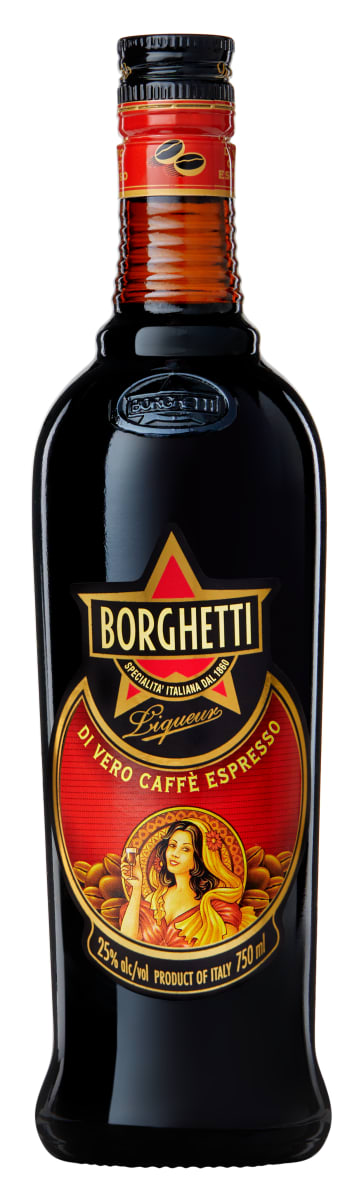 BORGHETTI
BORGHETTI
SPECIALITA' ITALIANA DAL 1860
Liqueur
DI VERO CAFFÈ ESPRESSO
25% alc/vol PRODUCT OF ITALY 750 ml